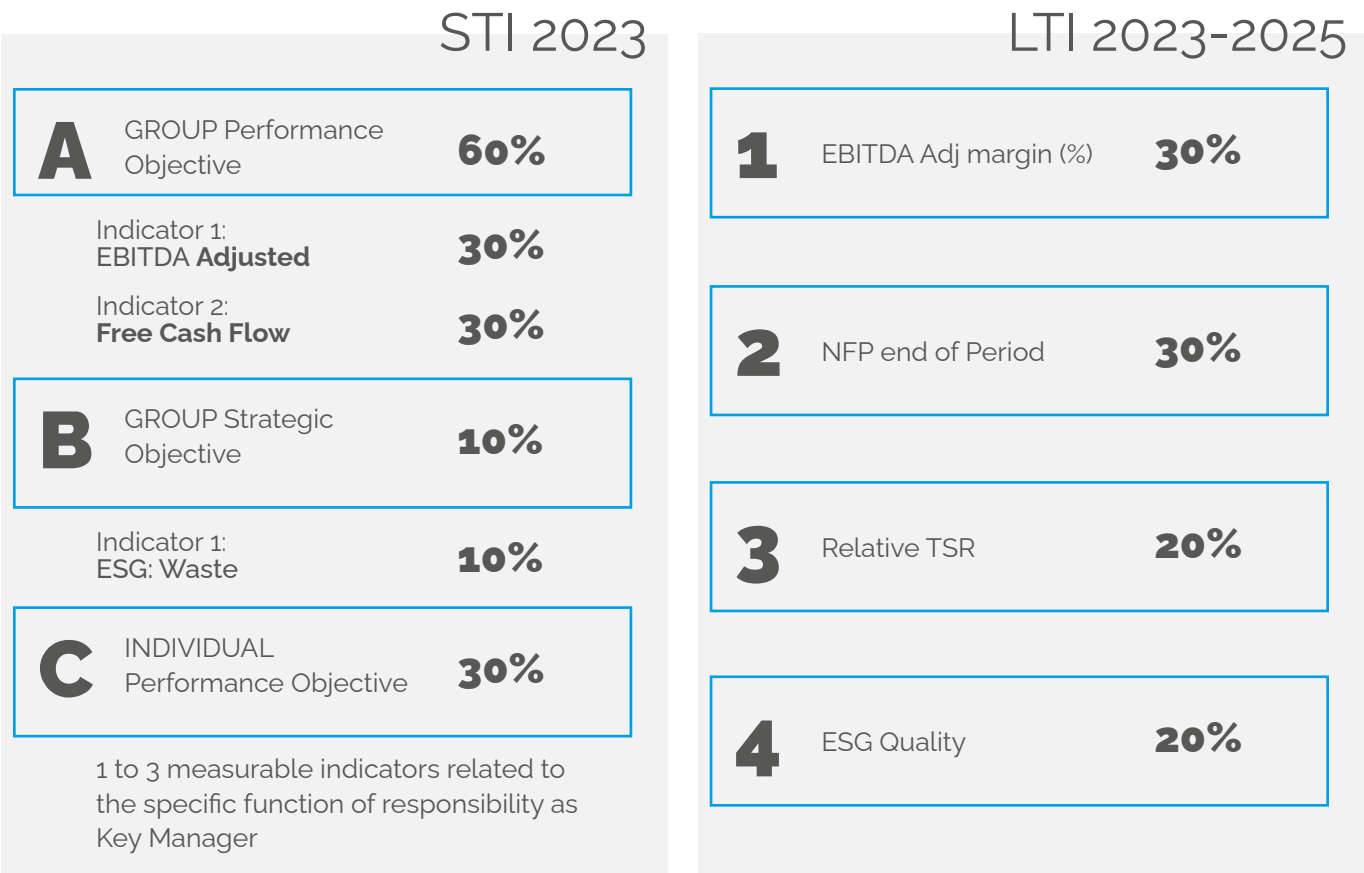 STI 2023
A
GROUP Performance
Objective
60%
Indicator 1:
EBITDA Adjusted
30%
Indicator 2:
Free Cash Flow
30%
B
GROUP Strategic
Objective
10%
Indicator 1:
ESG: Waste
10%
C
INDIVIDUAL
Performance Objective
30%
1 to 3 measurable indicators related to
the specific function of responsibility as
Key Manager
LTI 2023-2025
1
EBITDA Adj margin (%)
30%
2
NFP end of Period
30%
3
Relative TSR
20%
4
ESG Quality
20%